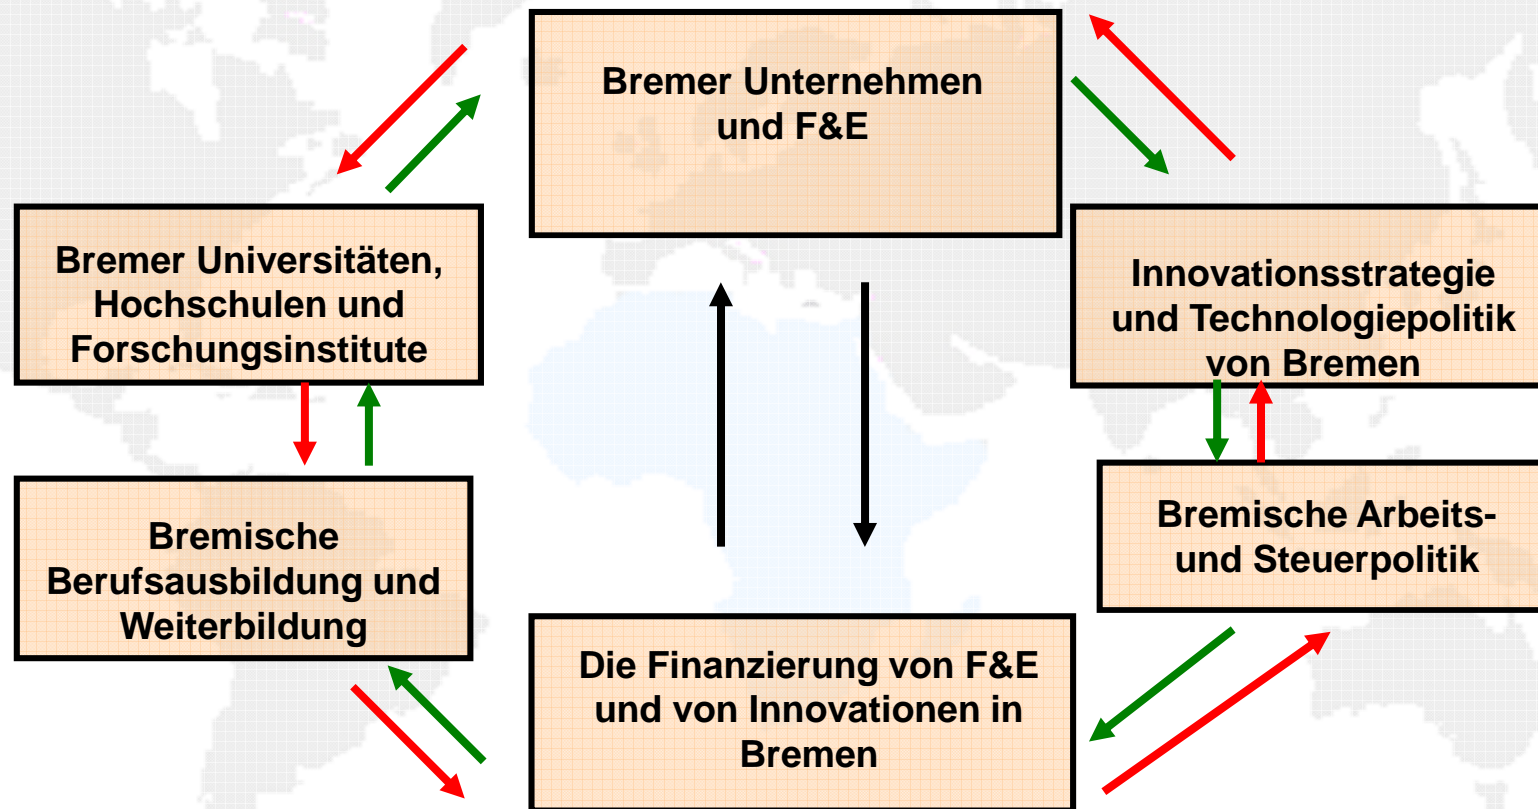 Bremer Unternehmen
und F&E
Bremer Universitäten,
Hochschulen und
Forschungsinstitute
Innovationsstrategie
und Technologiepolitik
von Bremen
Bremische
Berufsausbildung und
Weiterbildung
Bremische Arbeits-
und Steuerpolitik
Die Finanzierung von F&E
und von Innovationen in
Bremen